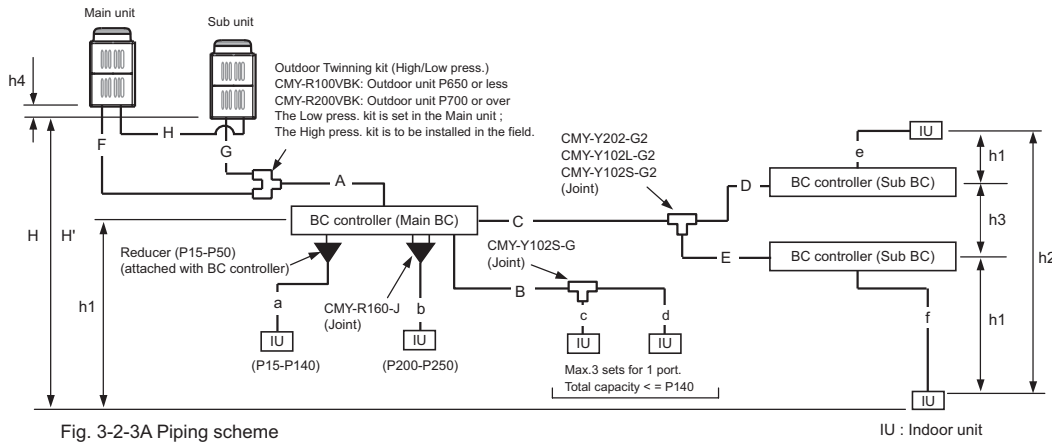 Main unit
Sub unit
h4
Outdoor Twinning kit (High/Low press.)
CMY-R100VBK: Outdoor unit P650 or less
CMY-R200VBK: Outdoor unit P700 or over
The Low press. kit is set in the Main unit ;
The High press. kit is to be installed in the field.
H
F
G
A
CMY-Y202-G2
CMY-Y102L-G2
CMY-Y102S-G2
(Joint)
IU
e
h1
D
BC controller (Sub BC)
BC controller (Main BC)
C
h3
H
H'
h2
Reducer (P15-P50)
(attached with BC controller)
CMY-Y102S-G
(Joint)
E
BC controller (Sub BC)
h1
a
CMY-R160-J
(Joint)
b
B
c
d
f
h1
IU
(P15-P140)
IU
(P200-P250)
IU
IU
Max.3 sets for 1 port.
Total capacity < = P140
IU
Fig. 3-2-3A Piping scheme
IU : Indoor unit